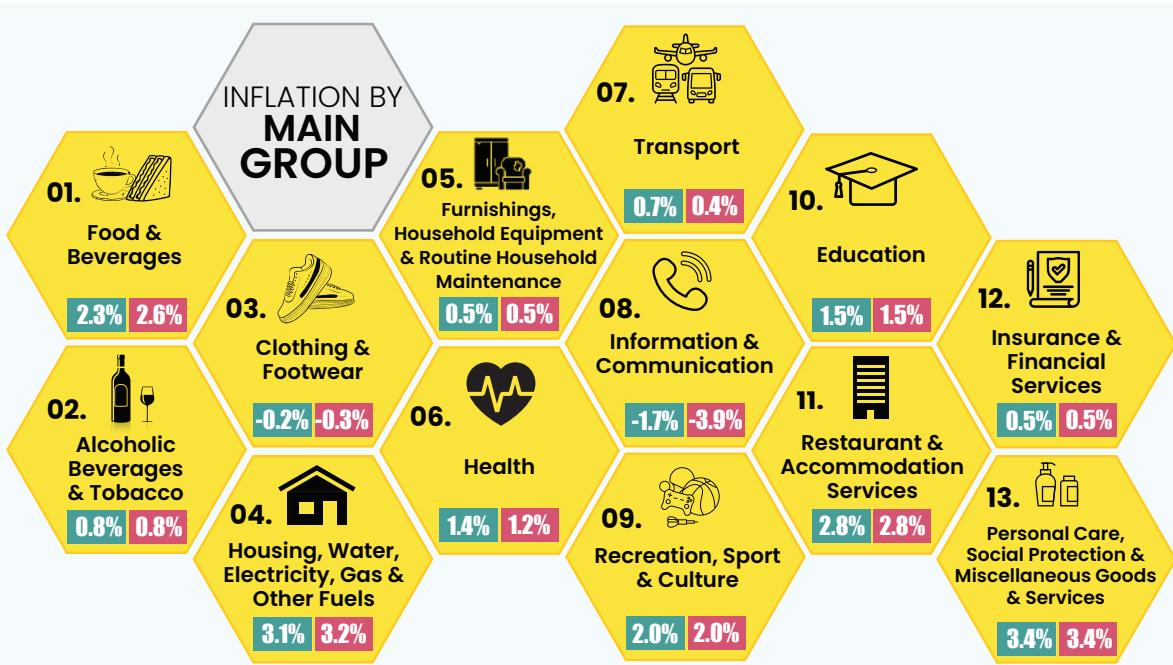 INFLATION BY
MAIN
GROUP
01.
Food &
Beverages
2.3% 2.6%
02.
Alcoholic
Beverages
& Tobacco
0.8% 0.8%
03.
Clothing &
Footwear
-0.2% -0.3%
04.
Housing, Water,
Electricity, Gas &
Other Fuels
3.1% 3.2%
05.
Furnishings,
Household Equipment
& Routine Household
Maintenance
0.5% 0.5%
06.
Health
1.4% 1.2%
07.
Transport
0.7% 0.4%
08.
Information &
Communication
-1.7% -3.9%
09.
Recreation, Sport
& Culture
2.0% 2.0%
10.
Education
1.5% 1.5%
11.
Restaurant &
Accommodation
Services
2.8% 2.8%
12.
Insurance &
Financial
Services
0.5% 0.5%
13.
Personal Care,
Social Protection &
Miscellaneous Goods
& Services
3.4% 3.4%